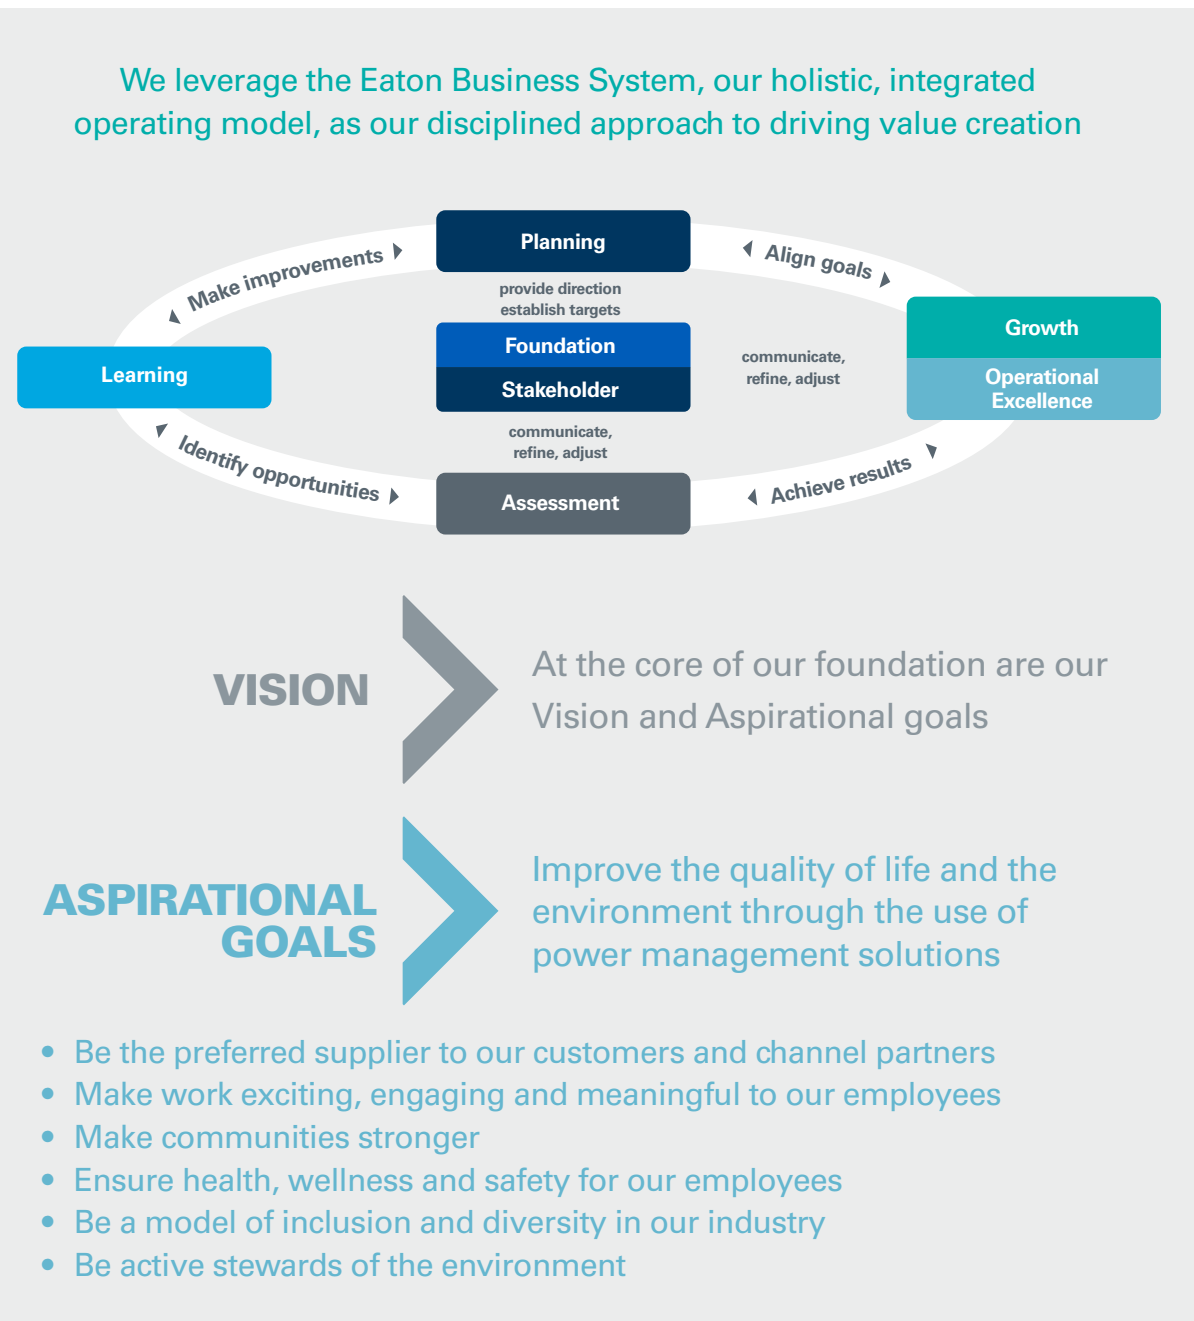 We leverage the Eaton Business System, our holistic, integrated
operating model, as our disciplined approach to driving value creation
Planning
Make improvements
Align goals
provide direction
establish targets
Growth
Foundation
Learning
communicate,
refine, adjust
Stakeholder
Operational
Excellence
communicate,
refine, adjust
Identify opportunities
Achieve results
Assessment
VISION
At the core of our foundation are our
Vision and Aspirational goals
ASPIRATIONAL
GOALS
Improve the quality of life and the
environment through the use of
power management solutions
• Be the preferred supplier to our customers and channel partners
• Make work exciting, engaging and meaningful to our employees
• Make communities stronger
• Ensure health, wellness and safety for our employees
• Be a model of inclusion and diversity in our industry
• Be active stewards of the environment